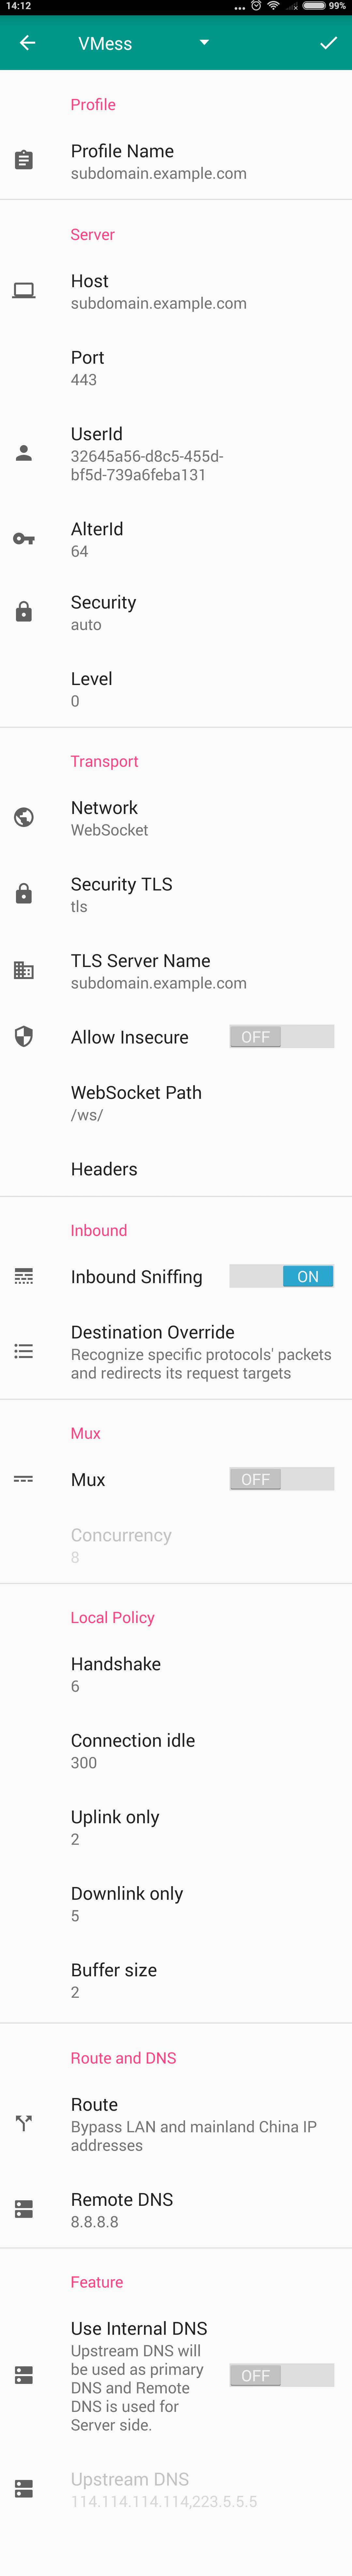 14:12
... 99%
VMess
Profile
Profile Name
subdomain.example.com
Server
Host
subdomain.example.com
Port
443
UserId
32645a56-d8c5-455d-
bf5d-739a6feba131
AlterId
64
Security
auto
Level
0
Transport
Network
WebSocket
Security TLS
tls
TLS Server Name
subdomain.example.com
Allow Insecure
OFF
WebSocket Path
/ws/
Headers
Inbound
Inbound Sniffing
ON
Destination Override
Recognize specific protocols' packets
and redirects its request targets
Mux
Mux
OFF
Concurrency
8
Local Policy
Handshake
6
Connection idle
300
Uplink only
2
Downlink only
5
Buffer size
2
Route and DNS
Route
Bypass LAN and mainland China IP
addresses
Remote DNS
8.8.8.8
Feature
Use Internal DNS
Upstream DNS will
be used as primary
DNS and Remote
DNS is used for
Server side.
OFF
Upstream DNS
114.114.114.114,223.5.5.5